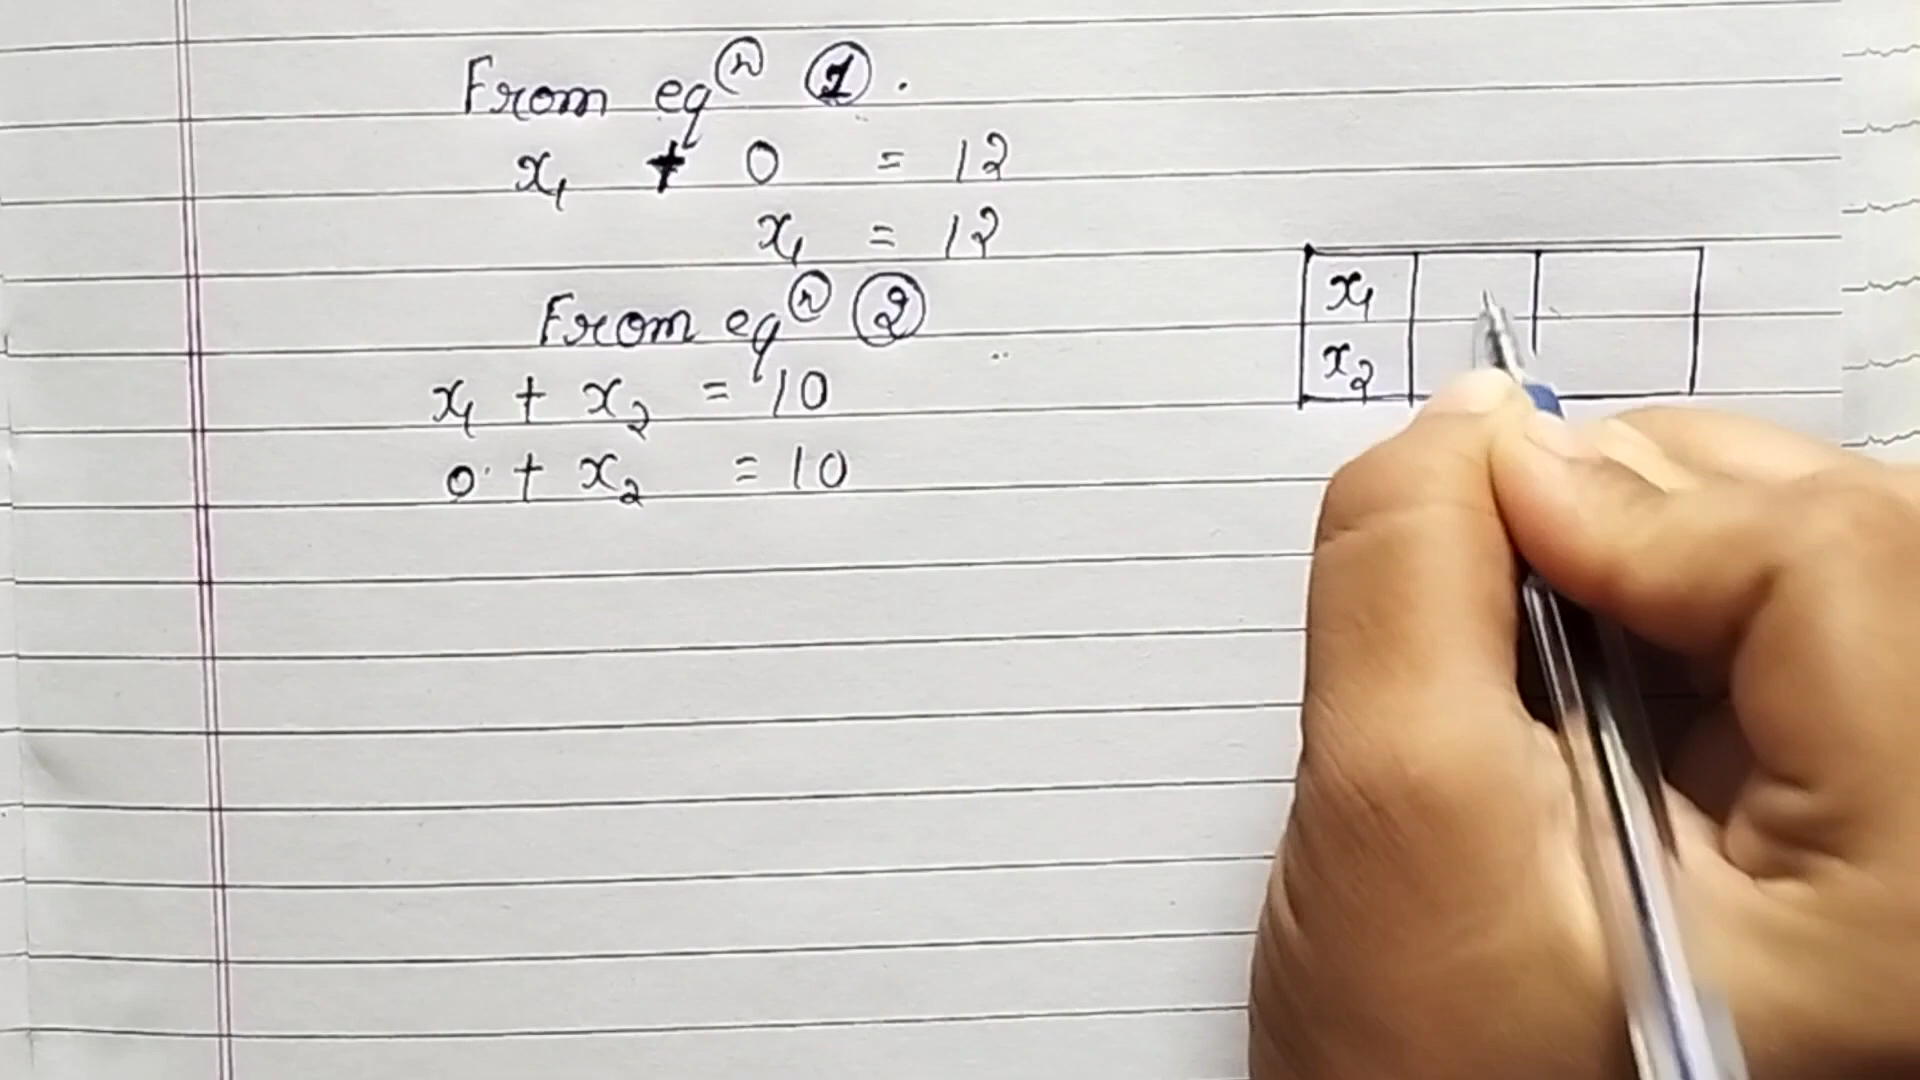 From eqⁿ ①.
x₁ + 0 = 12
x₁ = 12
From eqⁿ ②
x₁ + x₂ = 10
0 + x₂ = 10
x₁
x₂